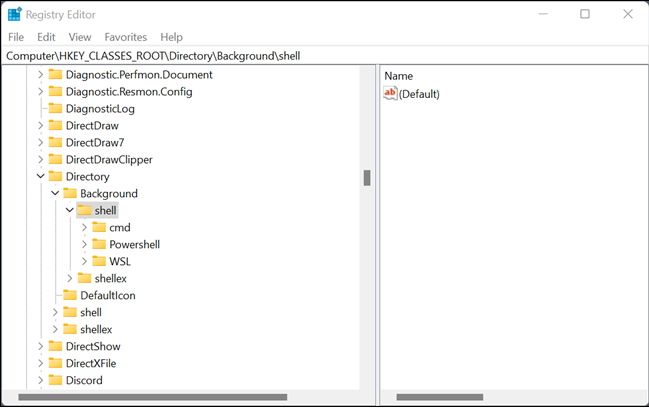 Registry Editor
File Edit View Favorites Help
Computer\HKEY_CLASSES_ROOT\Directory\Background\shell
Diagnostic.Perfmon.Document
Diagnostic.Resmon.Config
DiagnosticLog
DirectDraw
DirectDraw7
DirectDrawClipper
Directory
Background
shell
cmd
Powershell
WSL
shellex
DefaultIcon
shell
shellex
DirectShow
DirectXFile
Discord
Name
ab (Default)